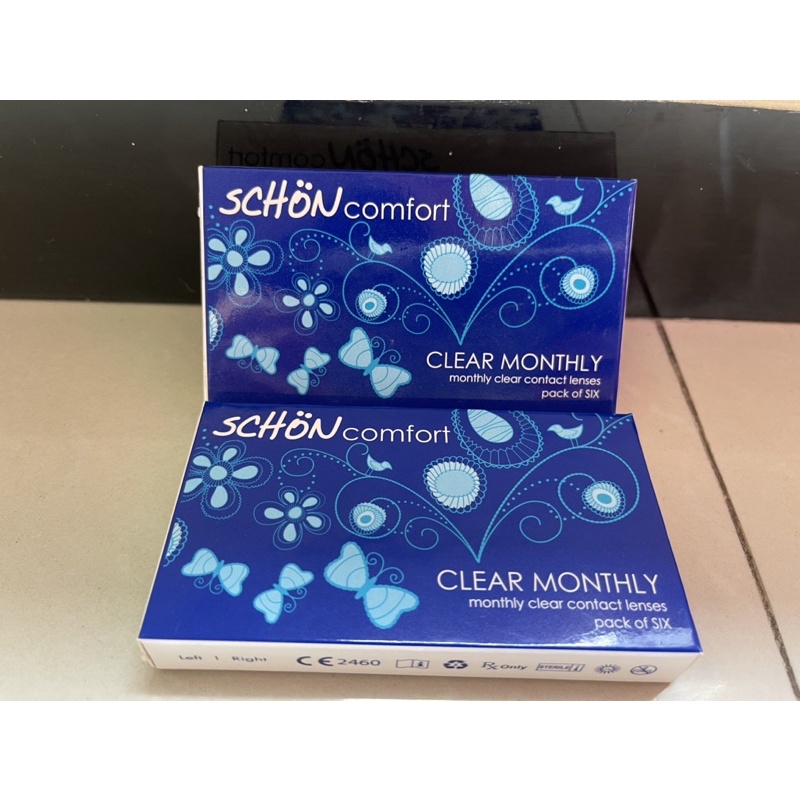 SCHÖN comfort
CLEAR MONTHLY
monthly clear contact lenses
pack of SIX
SCHÖN comfort
CLEAR MONTHLY
monthly clear contact lenses
pack of SIX
Left | Right CE 2460 Rx Only STERILE